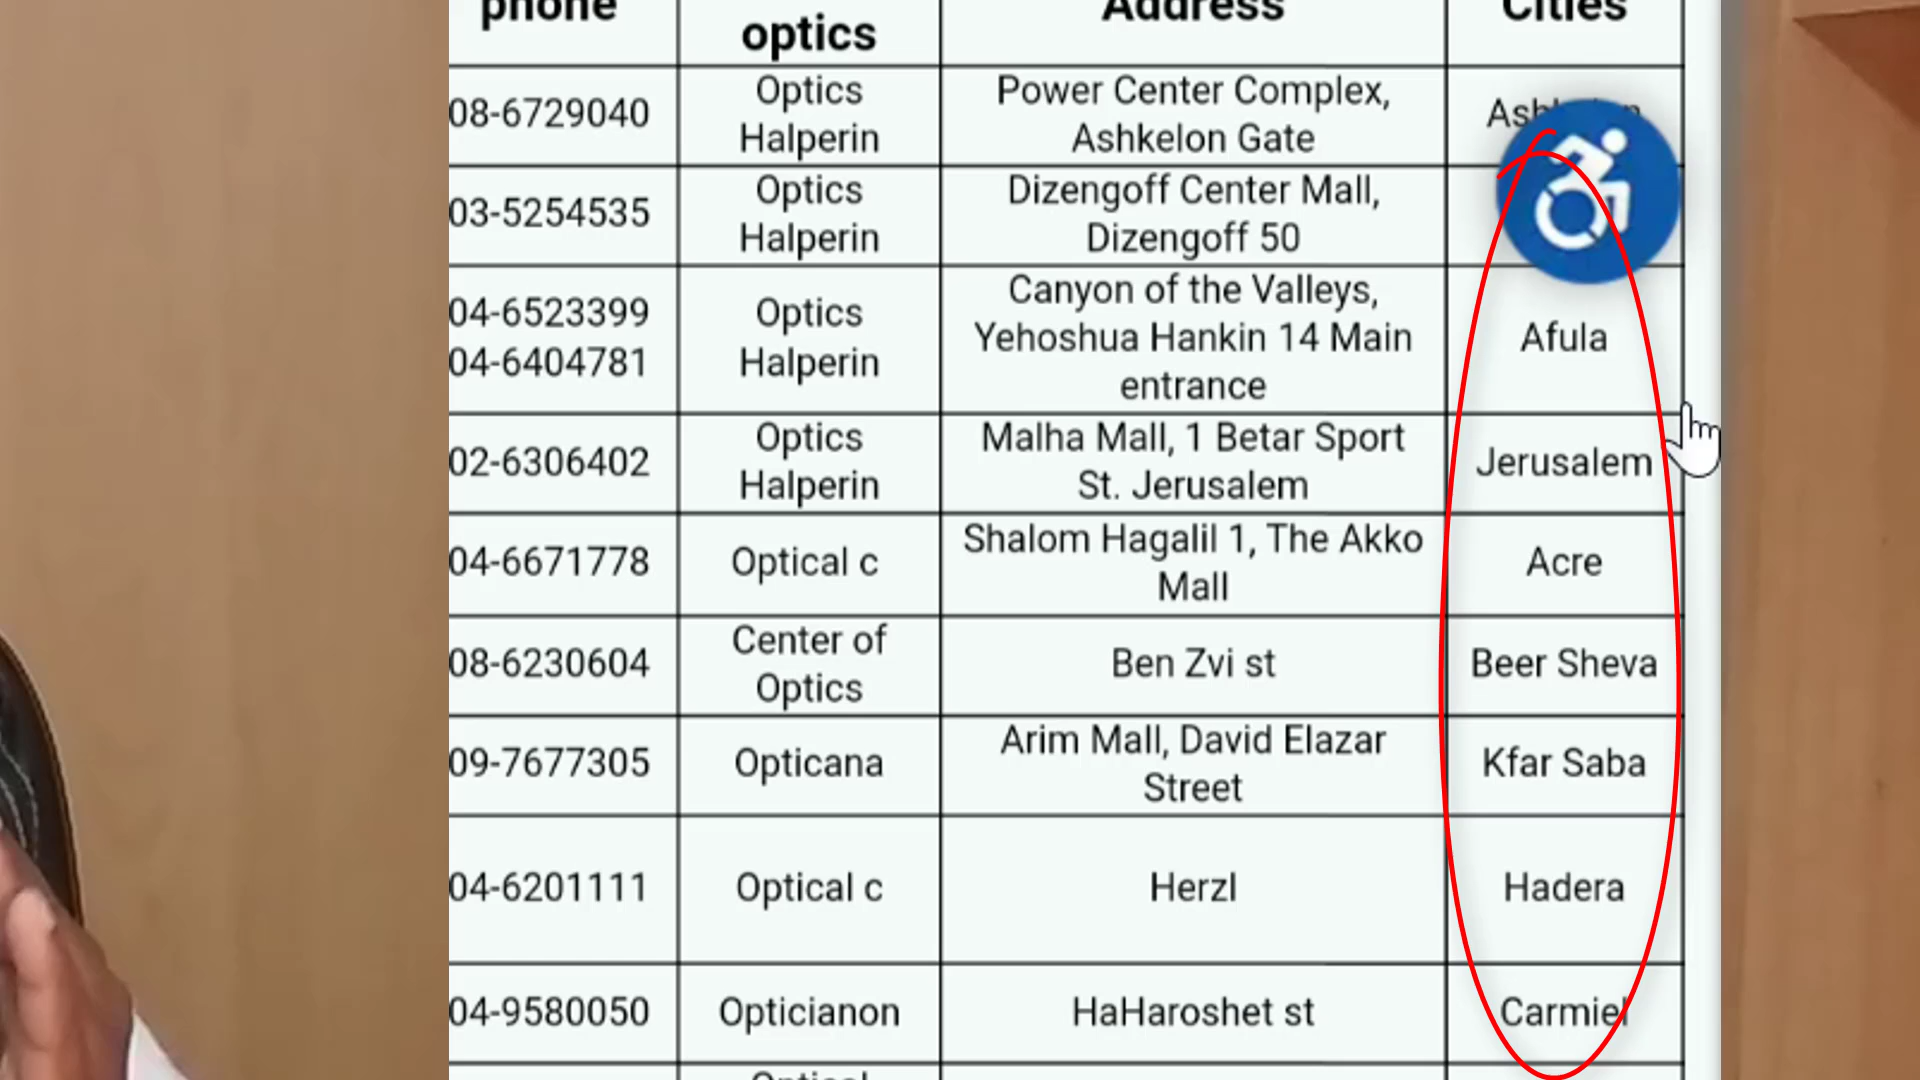 phone
optics
Address
Cities
08-6729040
Optics
Halperin
Power Center Complex,
Ashkelon Gate
03-5254535
Optics
Halperin
Dizengoff Center Mall,
Dizengoff 50
04-6523399
04-6404781
Optics
Halperin
Canyon of the Valleys,
Yehoshua Hankin 14 Main
entrance
Afula
02-6306402
Optics
Halperin
Malha Mall, 1 Betar Sport
St. Jerusalem
Jerusalem
04-6671778
Optical c
Shalom Hagalil 1, The Akko
Mall
Acre
08-6230604
Center of
Optics
Ben Zvi st
Beer Sheva
09-7677305
Opticana
Arim Mall, David Elazar
Street
Kfar Saba
04-6201111
Optical c
Herzl
Hadera
04-9580050
Opticianon
HaHaroshet st
Carmiel